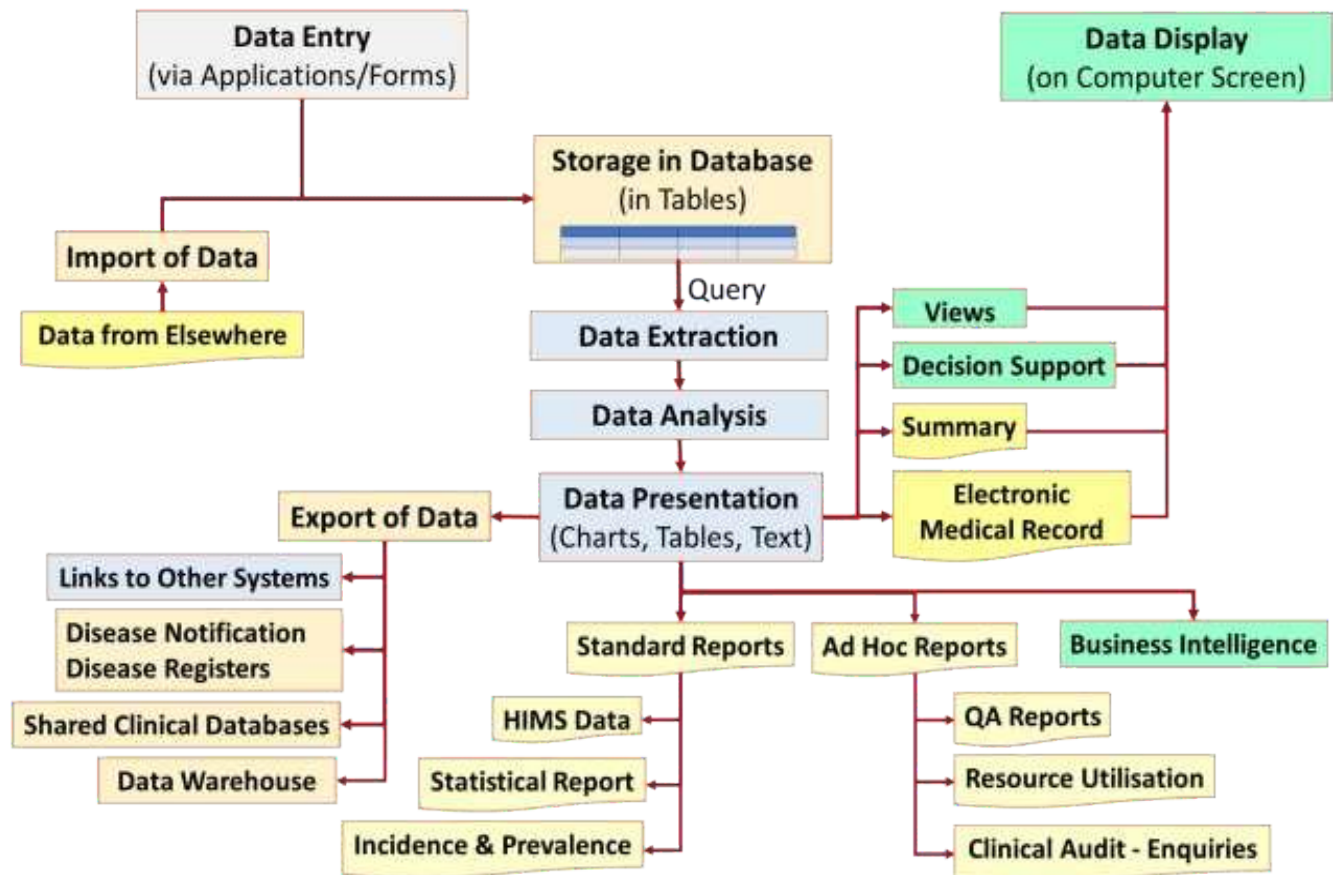 Data Entry
(via Applications/Forms)
Data Display
(on Computer Screen)
Storage in Database
(in Tables)
Import of Data
Data from Elsewhere
Query
Data Extraction
Data Analysis
Data Presentation
(Charts, Tables, Text)
Views
Decision Support
Summary
Electronic
Medical Record
Export of Data
Links to Other Systems
Disease Notification
Disease Registers
Shared Clinical Databases
Data Warehouse
Standard Reports
HIMS Data
Statistical Report
Incidence & Prevalence
Ad Hoc Reports
QA Reports
Resource Utilisation
Clinical Audit - Enquiries
Business Intelligence